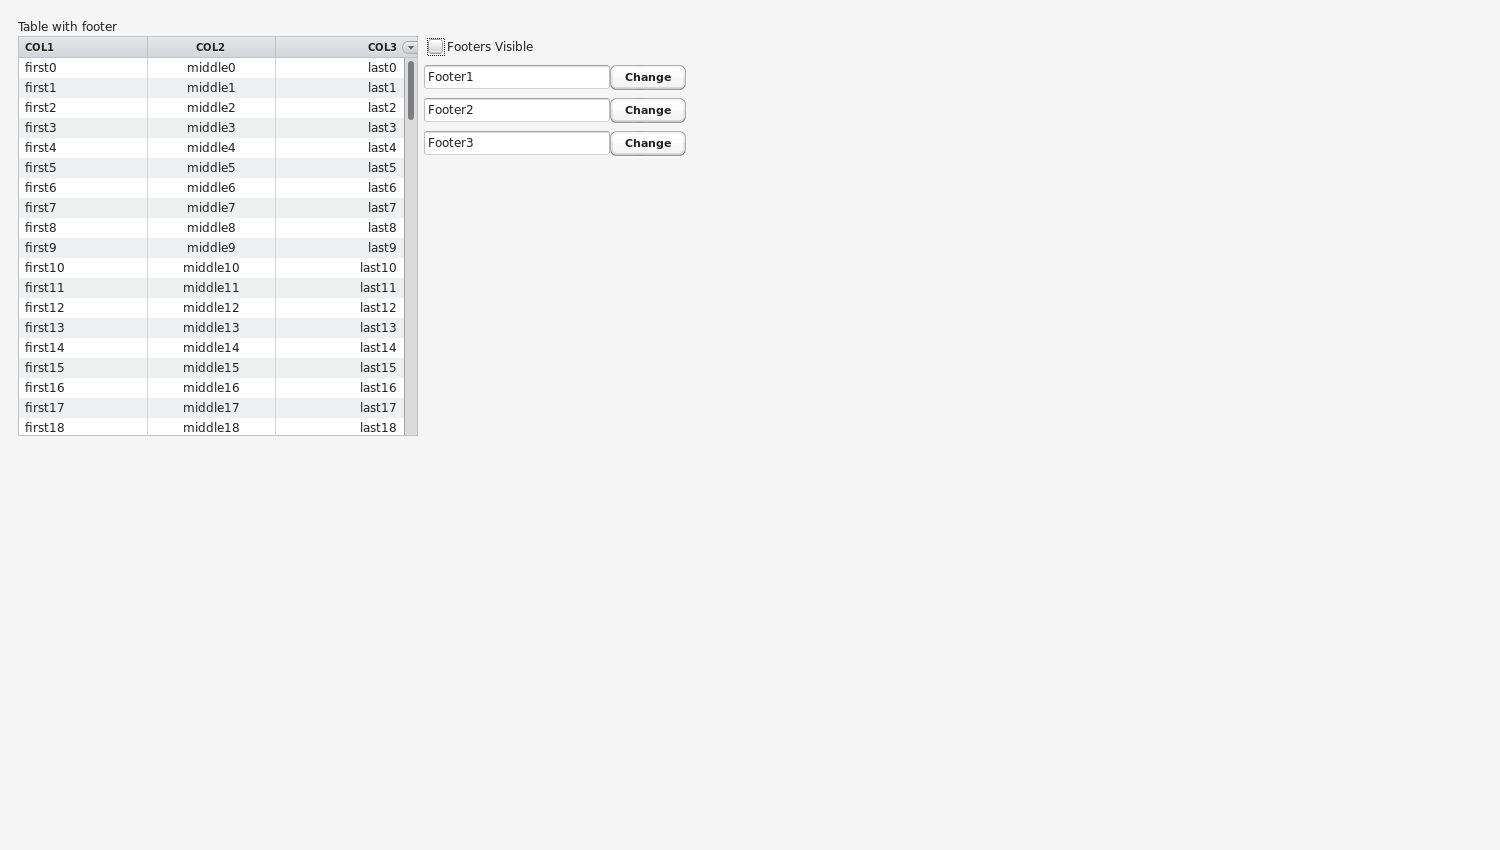 Table with footer
COL1 COL2 COL3
Footers Visible
first0 middle0 last0
Footer1 Change
first1 middle1 last1
first2 middle2 last2
Footer2 Change
first3 middle3 last3
first4 middle4 last4
Footer3 Change
first5 middle5 last5
first6 middle6 last6
first7 middle7 last7
first8 middle8 last8
first9 middle9 last9
first10 middle10 last10
first11 middle11 last11
first12 middle12 last12
first13 middle13 last13
first14 middle14 last14
first15 middle15 last15
first16 middle16 last16
first17 middle17 last17
first18 middle18 last18